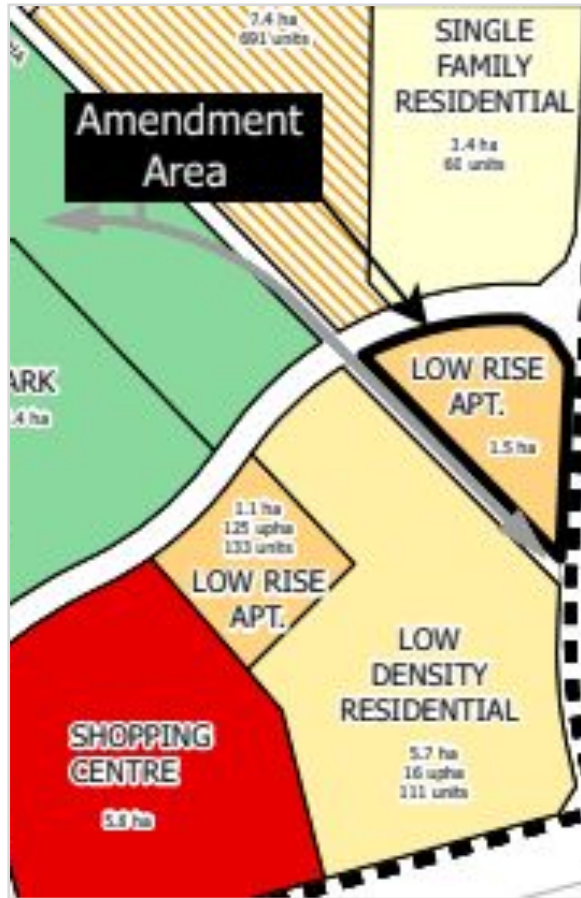 7.4 ha
691 units
SINGLE
FAMILY
RESIDENTIAL
60 units
Amendment
Area
LOW RISE
APT.
1.5 ha
ARK
.4 ha
1.1 ha
125 upha
133 units
LOW RISE
APT.
LOW
DENSITY
RESIDENTIAL
5.7 ha
16 upha
111 units
SHOPPING
CENTRE
5.8 ha